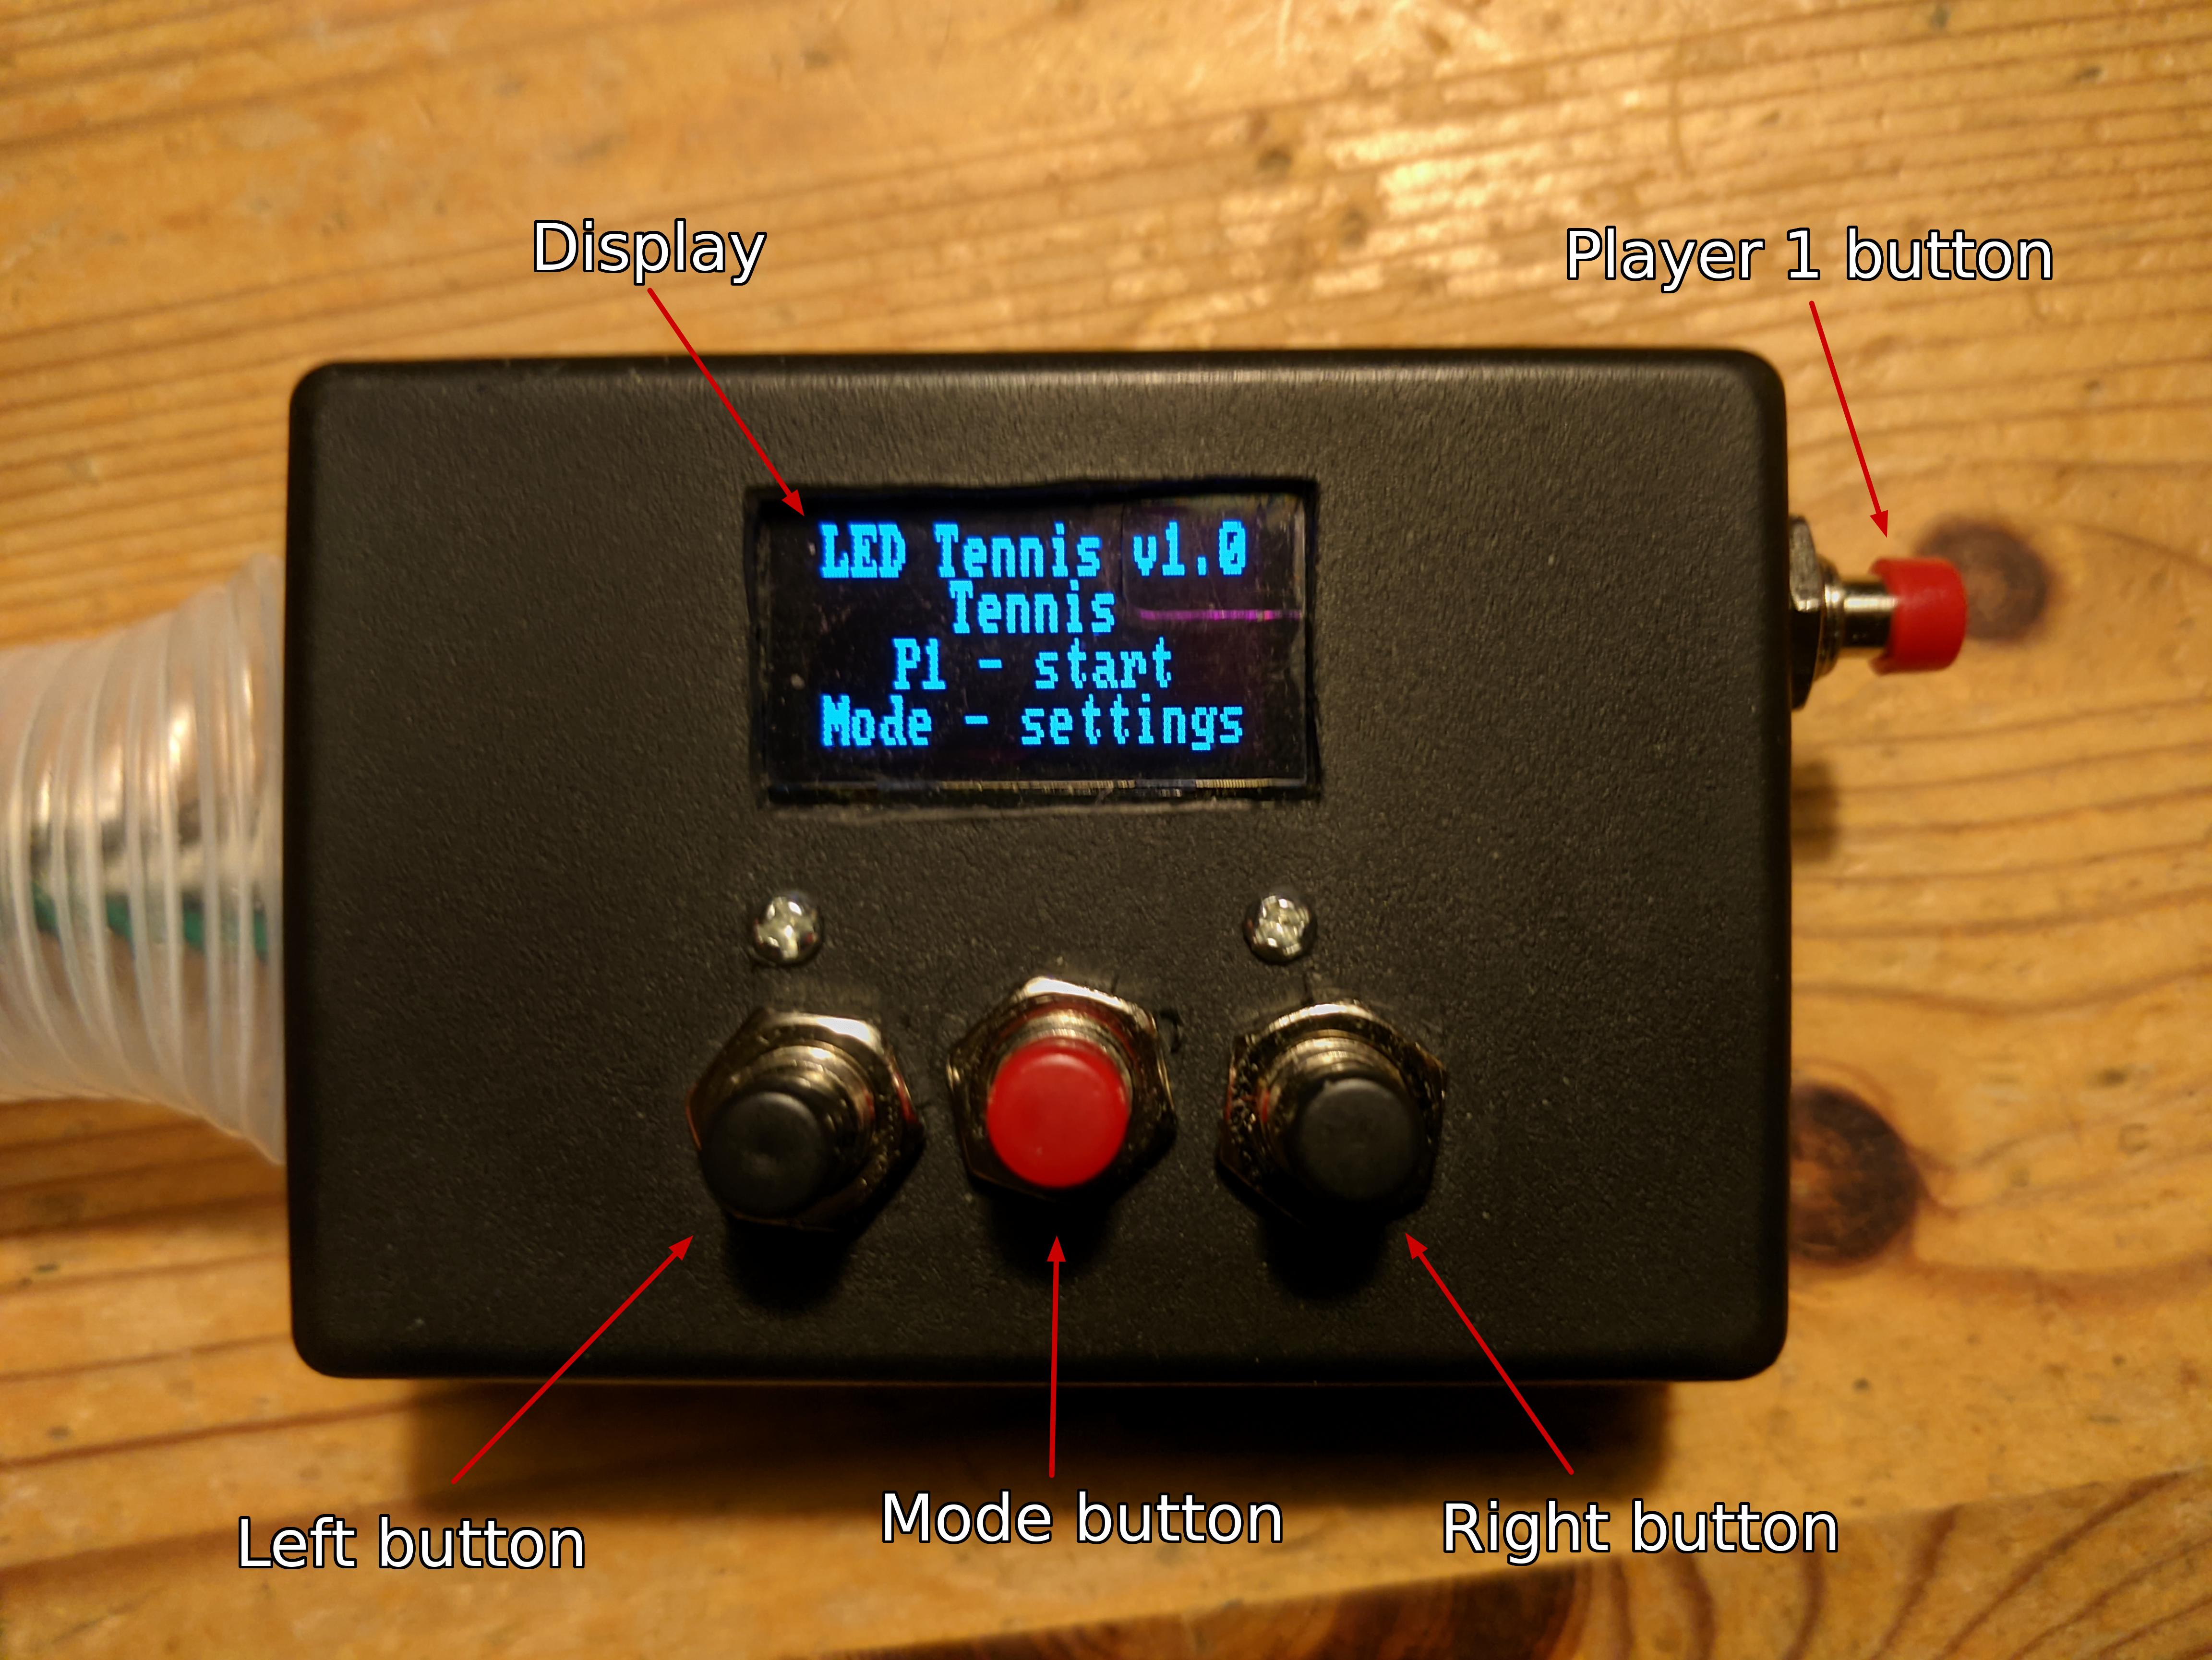 Display
Player 1 button
LED Tennis v1.0
Tennis
P1 - start
Mode - settings
Left button
Mode button
Right button